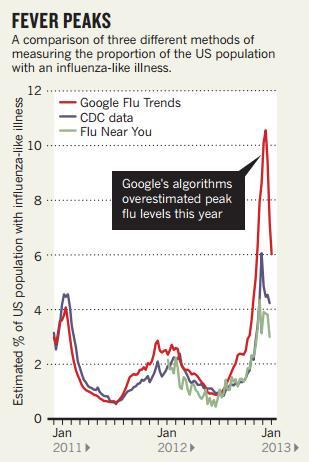 FEVER PEAKS
A comparison of three different methods of
measuring the proportion of the US population
with an influenza-like illness.
Estimated % of US population with influenza-like illness
12
10
8
6
4
2
0
Google Flu Trends
CDC data
Flu Near You
Google's algorithms
overestimated peak
flu levels this year
Jan
2011
Jan
2012
Jan
2013